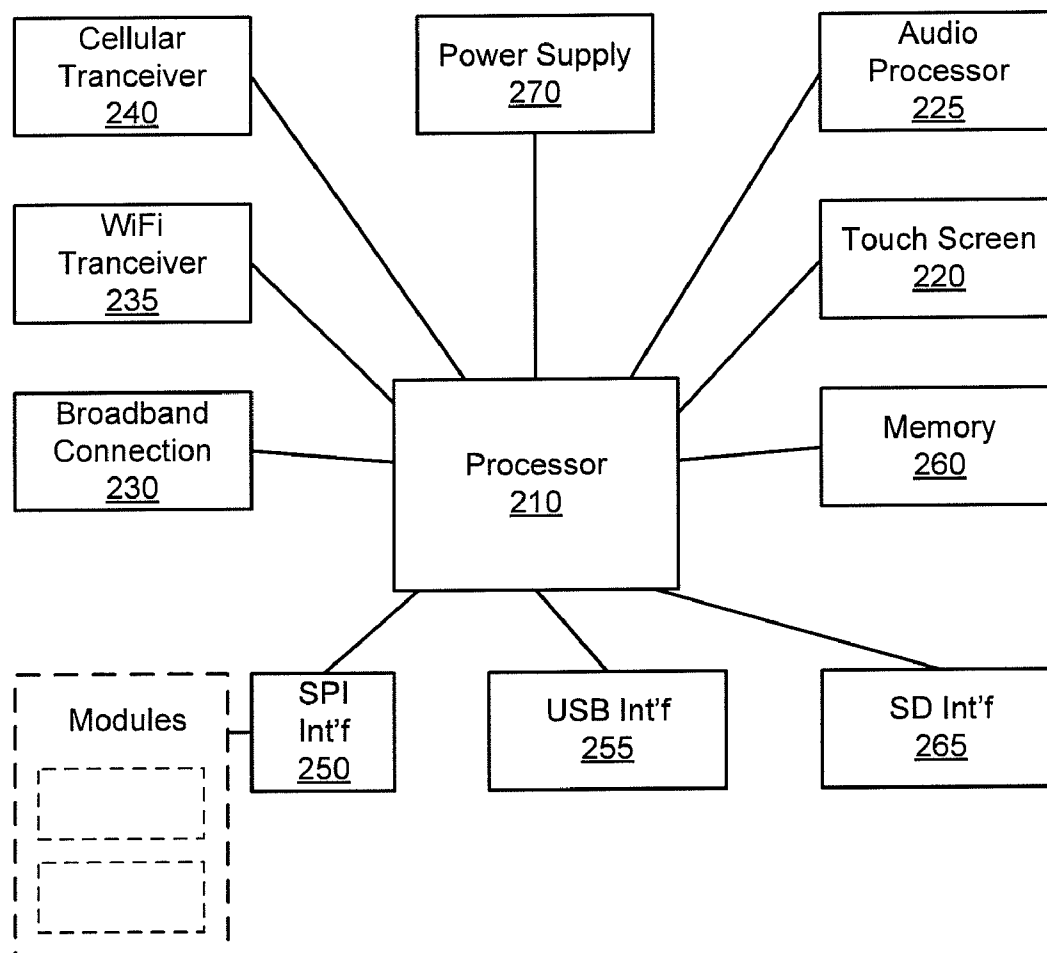 Cellular
Tranceiver
240
Power Supply
270
Audio
Processor
225
WiFi
Tranceiver
235
Touch Screen
220
Broadband
Connection
230
Processor
210
Memory
260
Modules
SPI
Int'f
250
USB Int'f
255
SD Int'f
265